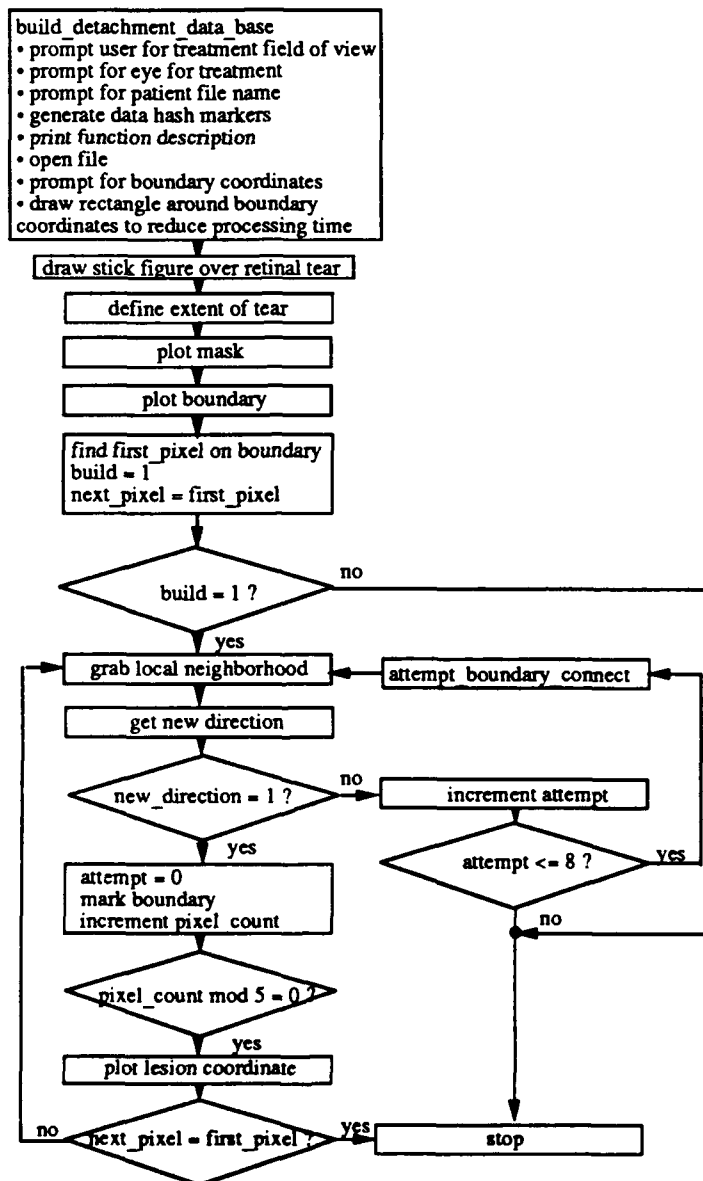 build_detachment_data_base
• prompt user for treatment field of view
• prompt for eye for treatment
• prompt for patient file name
• generate data hash markers
• print function description
• open file
• prompt for boundary coordinates
• draw rectangle around boundary
coordinates to reduce processing time
draw stick figure over retinal tear
define extent of tear
plot mask
plot boundary
find first_pixel on boundary
build = 1
next_pixel = first_pixel
build = 1 ?
no
yes
grab local neighborhood
attempt_boundary_connect
get new direction
new_direction = 1 ?
no
increment attempt
yes
attempt <= 8 ?
yes
attempt = 0
mark boundary
increment pixel_count
no
pixel_count mod 5 = 0 ?
yes
plot lesion coordinate
no
next_pixel = first_pixel ?
yes
stop